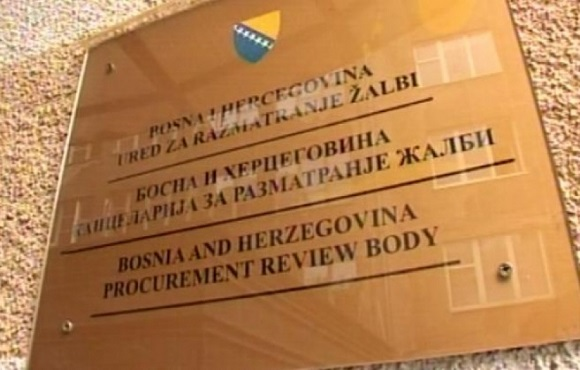 BOSNA I HERCEGOVINA
URED ZA RAZMATRANJE ŽALBI
БОСНА И ХЕРЦЕГОВИНА
КАНЦЕЛАРИЈА ЗА РАЗМАТРАЊЕ ЖАЛБИ
BOSNIA AND HERZEGOVINA
PROCUREMENT REVIEW BODY